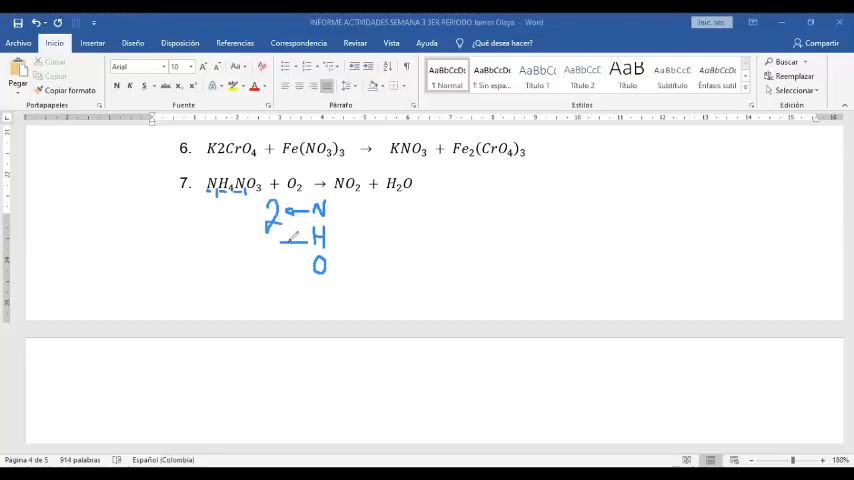 INFORME ACTIVIDADES SEMANA 3 3ER PERIODO James Olaya - Word
Inic. ses.
Archivo Inicio Insertar Diseño Disposición Referencias Correspondencia Revisar Vista Ayuda ¿Qué desea hacer? Compartir
Pegar
Cortar
Copiar
Copiar formato
Arial 10
N K S
AaBbCcDc AaBbCcDc AaBbCc AaBbCcE AaB AaBbCcD AaBbCcDc
¶ Normal ¶ Sin espa... Título 1 Título 2 Título Subtítulo Énfasis sutil
Buscar
Reemplazar
Seleccionar
Portapapeles Fuente Párrafo Estilos Edición
6. K2CrO₄ + Fe(NO₃)₃ → KNO₃ + Fe₂(CrO₄)₃
7. NH₄NO₃ + O₂ → NO₂ + H₂O
2 ← N
H
O
Página 4 de 5 914 palabras Español (Colombia) 180%